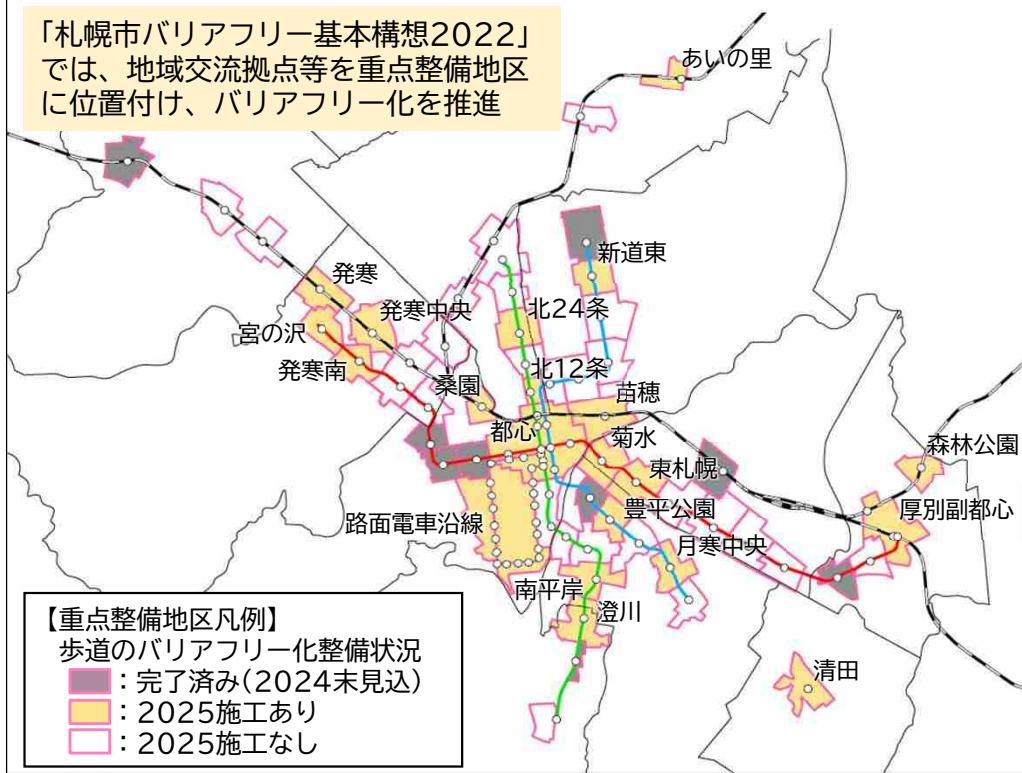 「札幌市バリアフリー基本構想2022」
では、地域交流拠点等を重点整備地区
に位置付け、バリアフリー化を推進
あいの里
新道東
発寒
発寒中央
北24条
宮の沢
発寒南
北12条
桑園
苗穂
都心
菊水
森林公園
東札幌
厚別副都心
豊平公園
路面電車沿線
月寒中央
南平岸
澄川
清田
【重点整備地区凡例】
歩道のバリアフリー化整備状況
：完了済み(2024末見込)
：2025施工あり
：2025施工なし